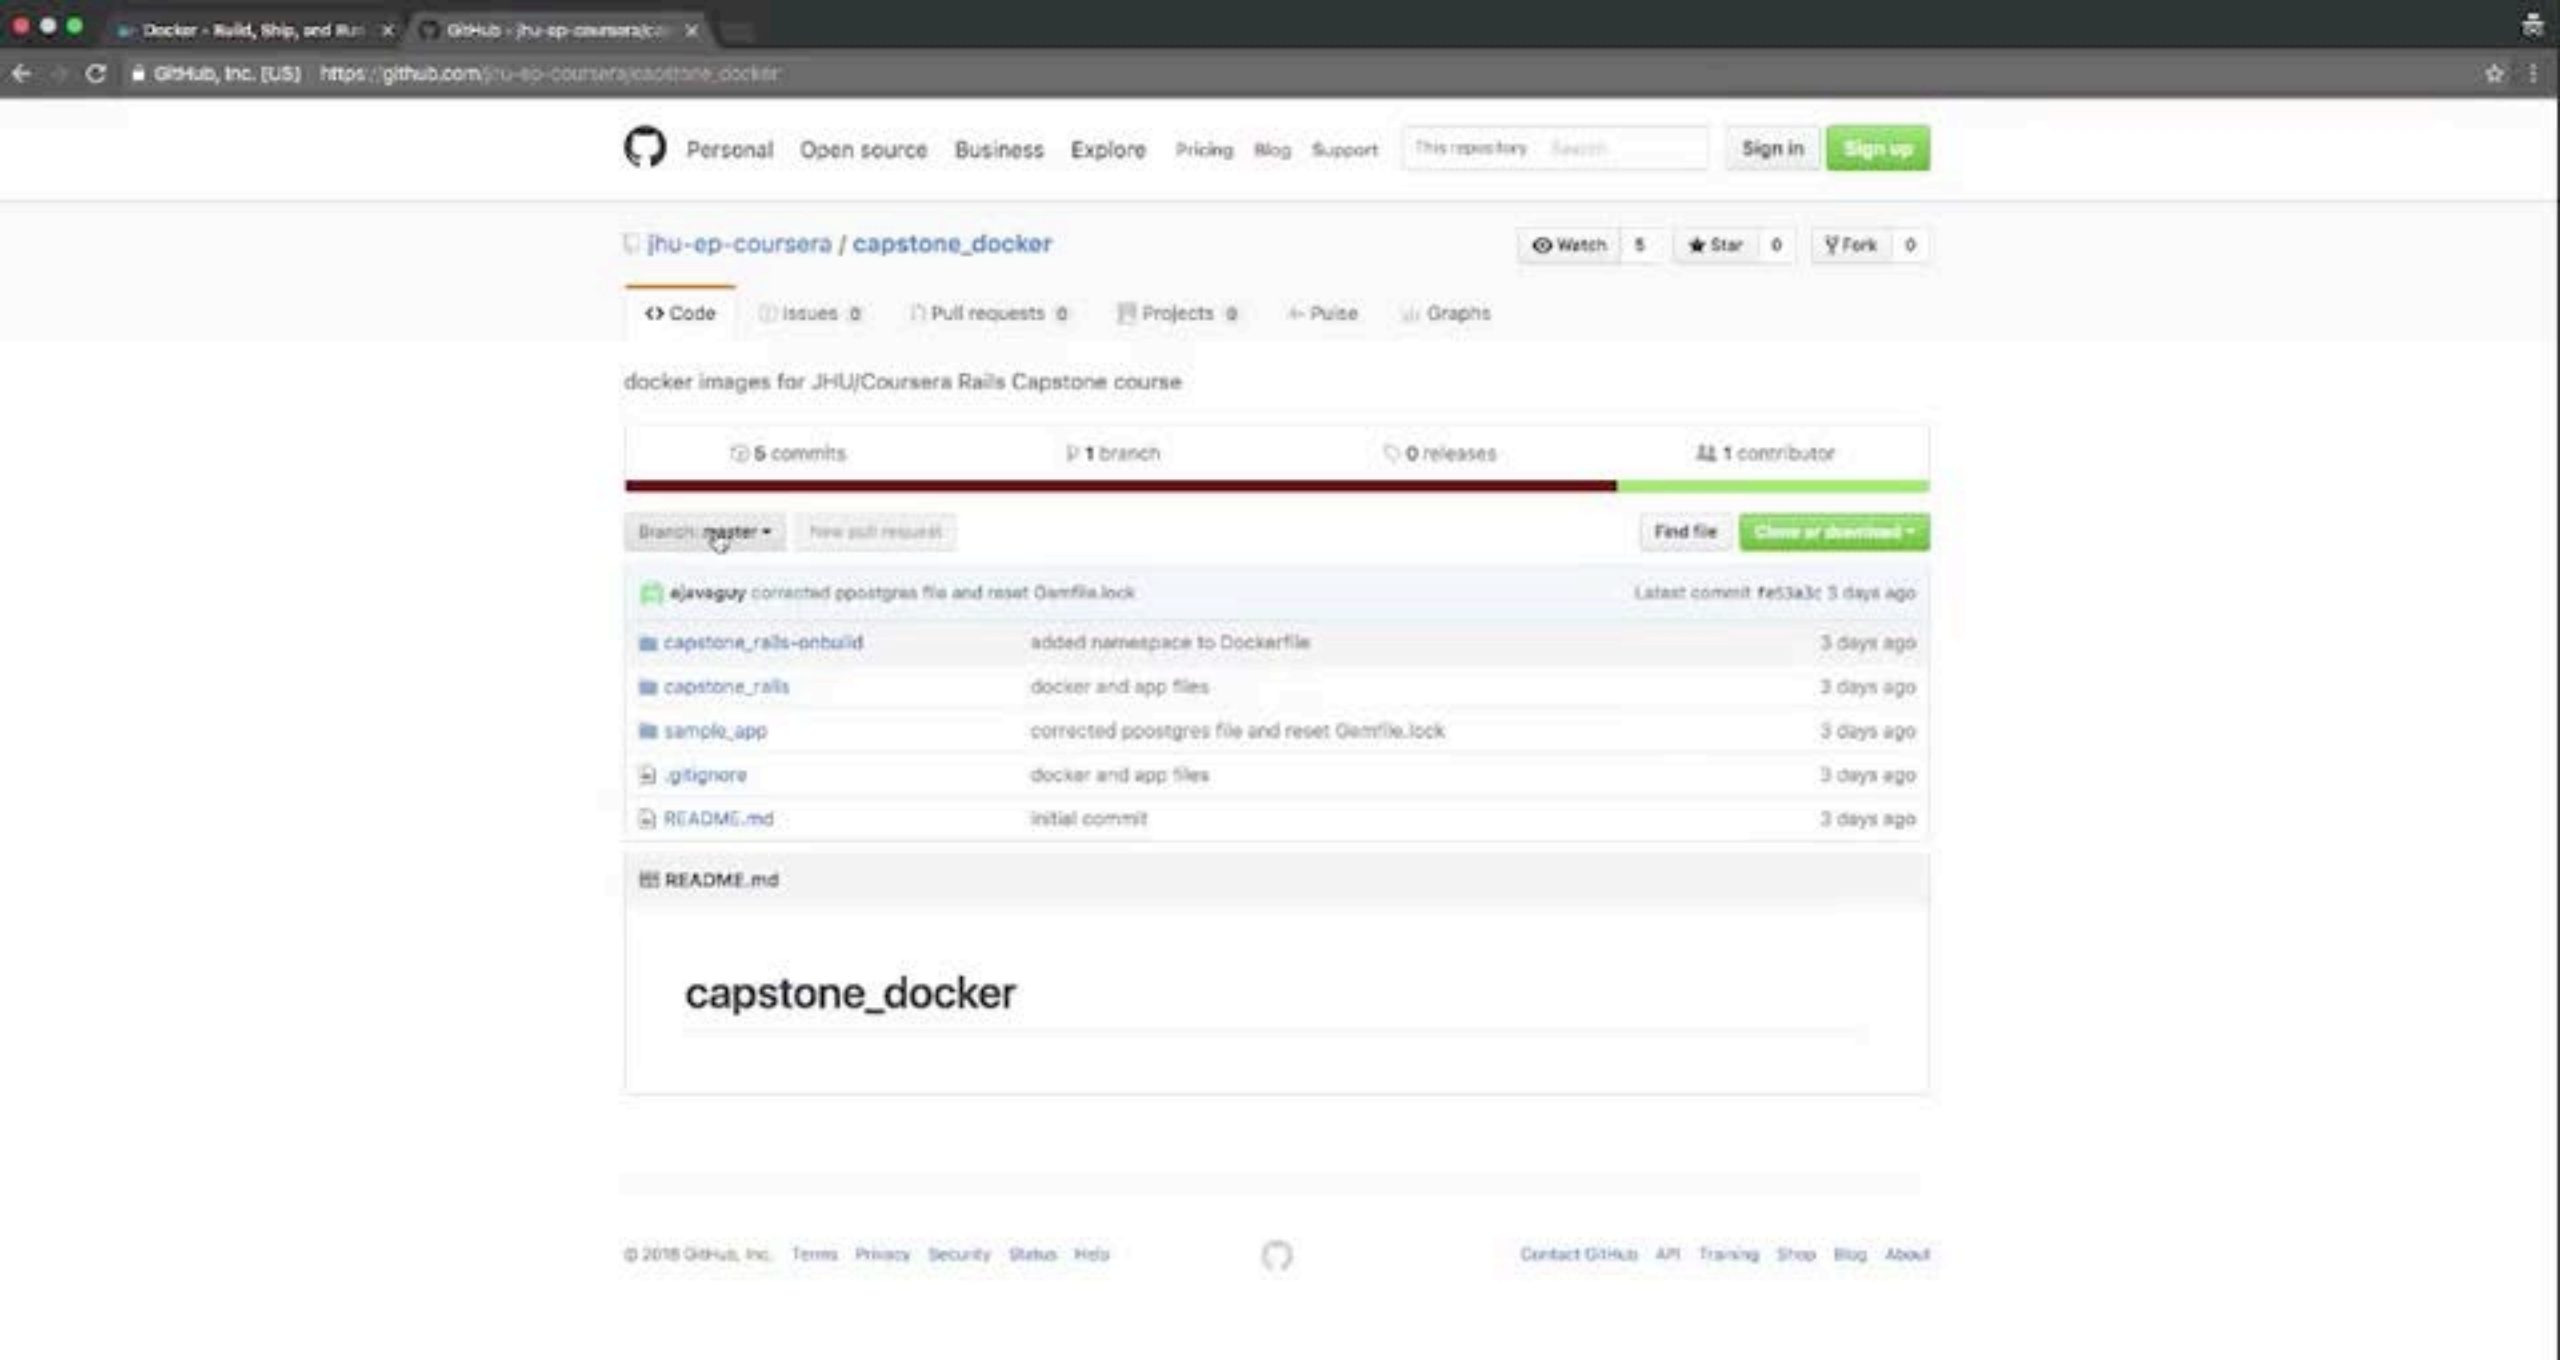 Docker - Build, Ship, and Run
GitHub - jhu-ep-coursera/ca
GitHub, Inc. [US] https://github.com/jhu-ep-coursera/capstone_docker
Personal Open source Business Explore Pricing Blog Support This repository Search Sign in Sign up
jhu-ep-coursera / capstone_docker Watch 5 Star 0 Fork 0
Code Issues 0 Pull requests 0 Projects 0 Pulse Graphs
docker images for JHU/Coursera Rails Capstone course
5 commits 1 branch 0 releases 1 contributor
Branch: master New pull request Find file Clone or download
ejavaguy corrected ppostgres file and reset Gemfile.lock Latest commit fe53a3c 3 days ago
capstone_rails-onbuild added namespace to Dockerfile 3 days ago
capstone_rails docker and app files 3 days ago
sample_app corrected ppostgres file and reset Gemfile.lock 3 days ago
.gitignore docker and app files 3 days ago
README.md initial commit 3 days ago
README.md
capstone_docker
© 2016 GitHub, Inc. Terms Privacy Security Status Help Contact GitHub API Training Shop Blog About